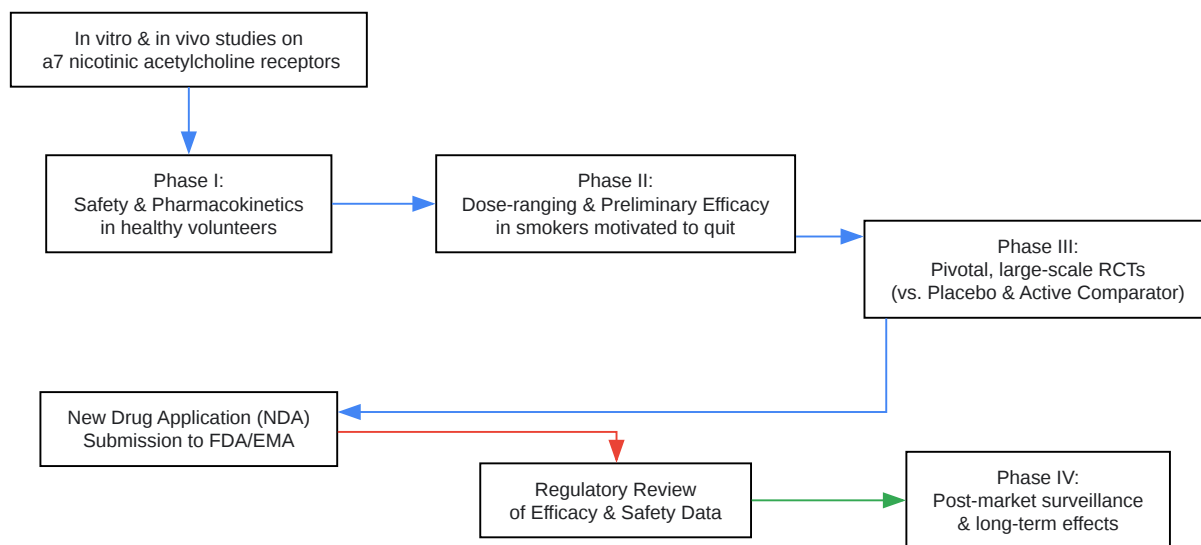 In vitro & in vivo studies on
a7 nicotinic acetylcholine receptors
Phase I:
Safety & Pharmacokinetics
in healthy volunteers
Phase II:
Dose-ranging & Preliminary Efficacy
in smokers motivated to quit
Phase III:
Pivotal, large-scale RCTs
(vs. Placebo & Active Comparator)
New Drug Application (NDA)
Submission to FDA/EMA
Regulatory Review
of Efficacy & Safety Data
Phase IV:
Post-market surveillance
& long-term effects